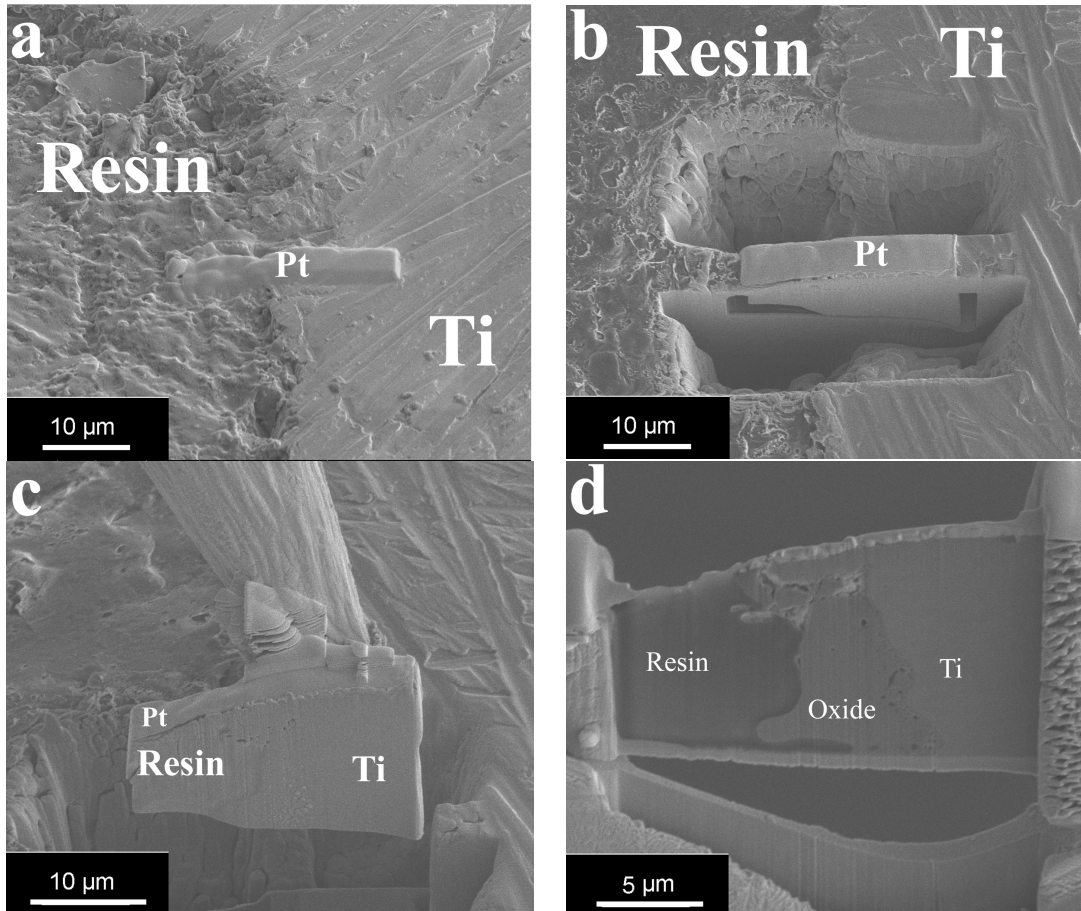 a
Resin
Pt
Ti
10 µm
b
Resin Ti
Pt
10 µm
c
Pt
Resin
Ti
10 µm
d
Resin
Ti
Oxide
5 µm